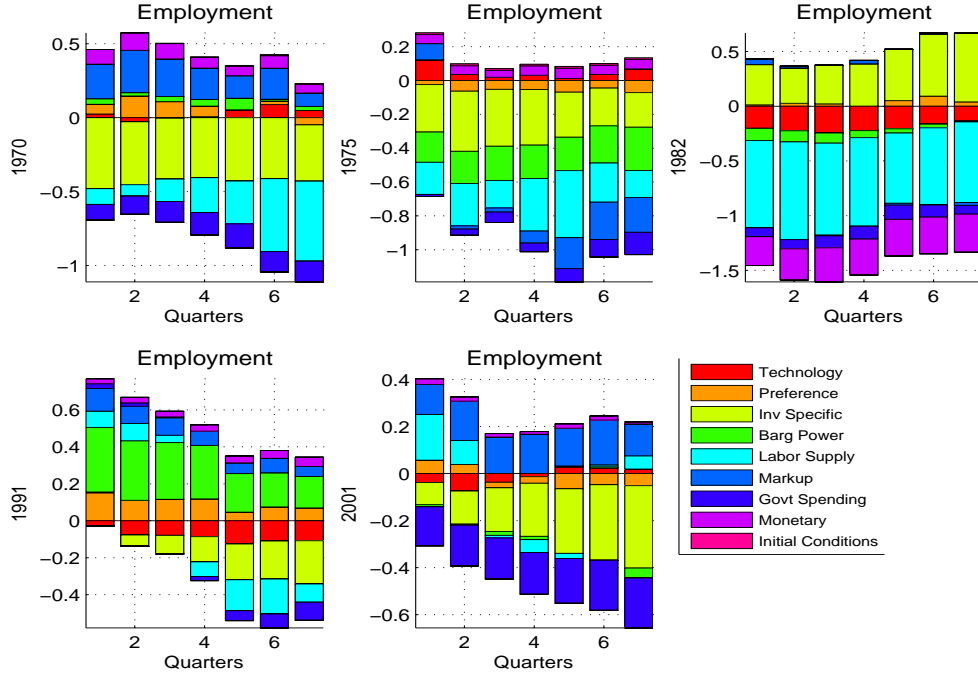 Employment
0.5
0
−0.5
−1
1970
2
4
6
Quarters
Employment
0.2
0
−0.2
−0.4
−0.6
−0.8
−1
1975
2
4
6
Quarters
Employment
0.5
0
−0.5
−1
−1.5
1982
2
4
6
Quarters
Employment
0.6
0.4
0.2
0
−0.2
−0.4
1991
2
4
6
Quarters
Employment
0.4
0.2
0
−0.2
−0.4
−0.6
2001
2
4
6
Quarters
Technology
Preference
Inv Specific
Barg Power
Labor Supply
Markup
Govt Spending
Monetary
Initial Conditions